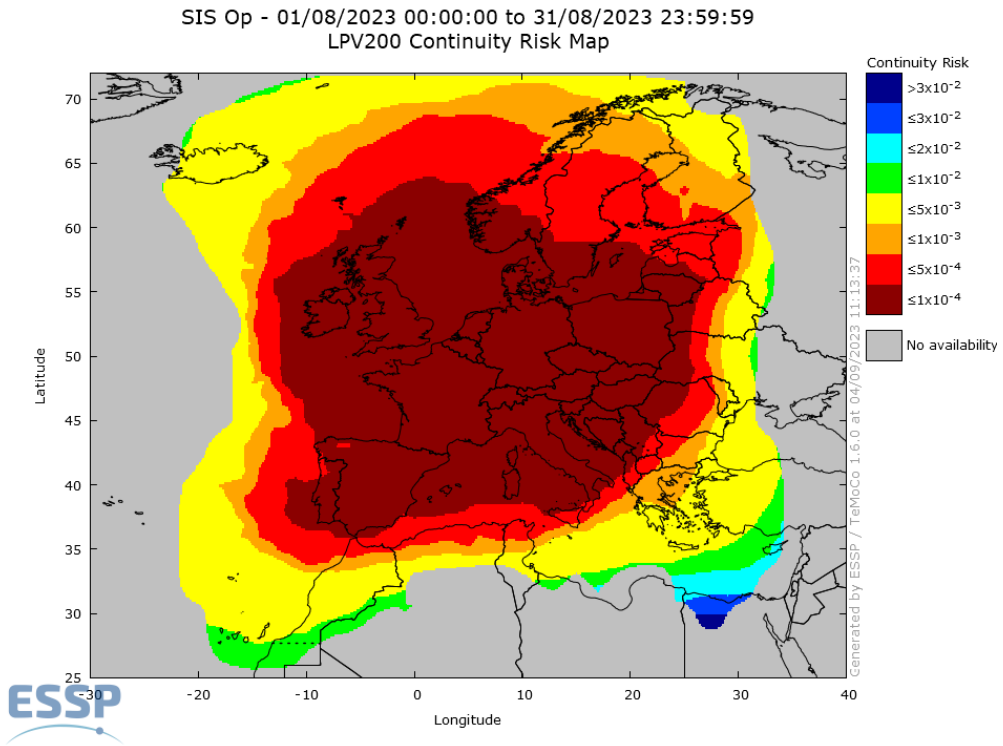 SIS Op - 01/08/2023 00:00:00 to 31/08/2023 23:59:59
LPV200 Continuity Risk Map
Continuity Risk
>3x10-2
≤3x10-2
≤2x10-2
≤1x10-2
≤5x10-3
≤1x10-3
≤5x10-4
≤1x10-4
No availability
70
65
60
55
50
45
40
35
30
25
Latitude
-30
-20
-10
0
10
20
30
40
Longitude
Generated by ESSP / TeMoCo 1.6.0 at 04/09/2023 11:13:37
ESSP